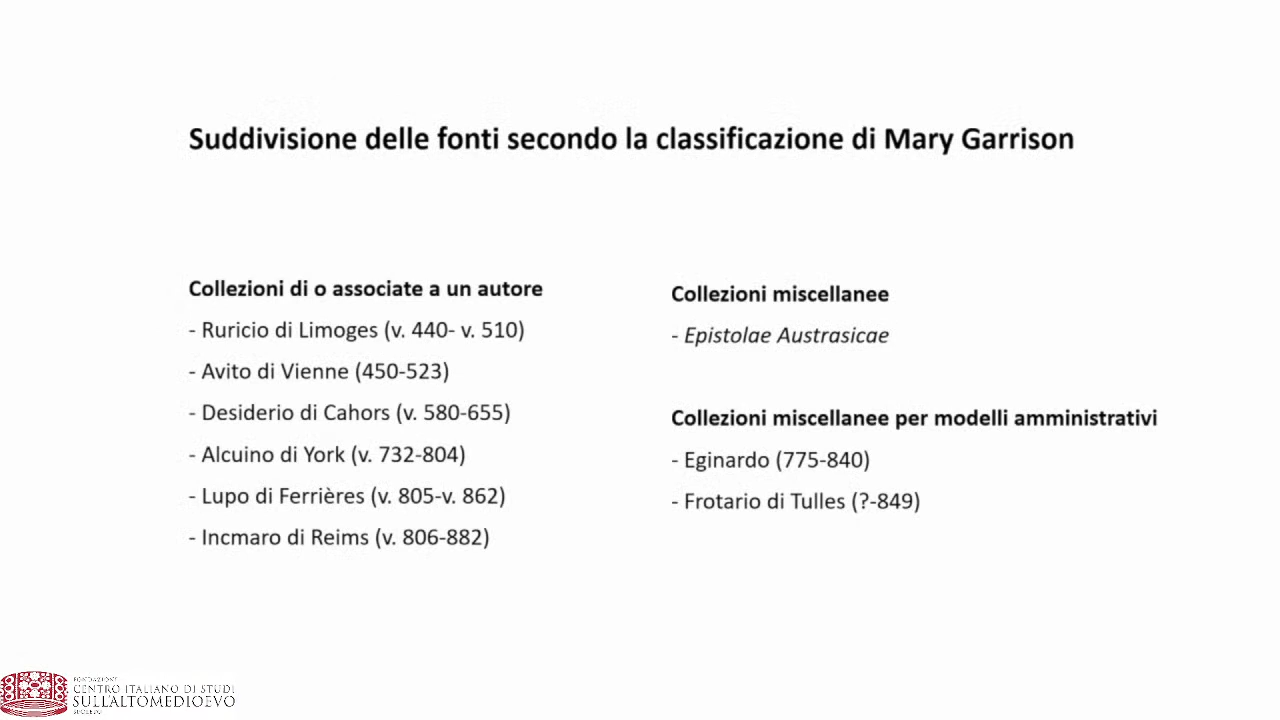 Suddivisione delle fonti secondo la classificazione di Mary Garrison
Collezioni di o associate a un autore
- Ruricio di Limoges (v. 440- v. 510)
- Avito di Vienne (450-523)
- Desiderio di Cahors (v. 580-655)
- Alcuino di York (v. 732-804)
- Lupo di Ferrières (v. 805-v. 862)
- Incmaro di Reims (v. 806-882)
Collezioni miscellanee
- Epistolae Austrasicae
Collezioni miscellanee per modelli amministrativi
- Eginardo (775-840)
- Frotario di Tulles (?-849)
FONDAZIONE
CENTRO ITALIANO DI STUDI
SULL'ALTOMEDIOEVO
SPOLETO